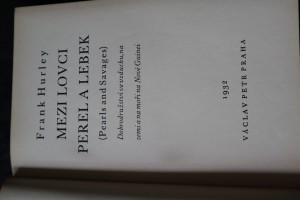 Frank Hurley
MEZI LOVCI
PEREL A LEBEK
(Pearls and Savages)
Dobrodružství ve vzduchu, na
zemi a na moři na Nové Guinei
1932
VÁCLAV PETR PRAHA